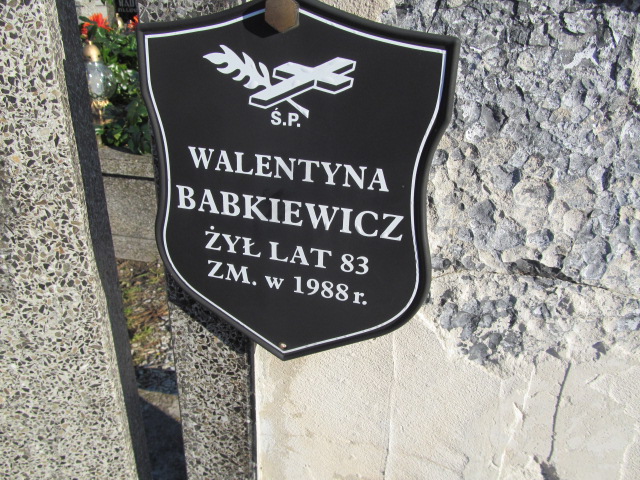 Ś.P.
WALENTYNA
BABKIEWICZ
ŻYŁ LAT 83
ZM. w 1988 r.